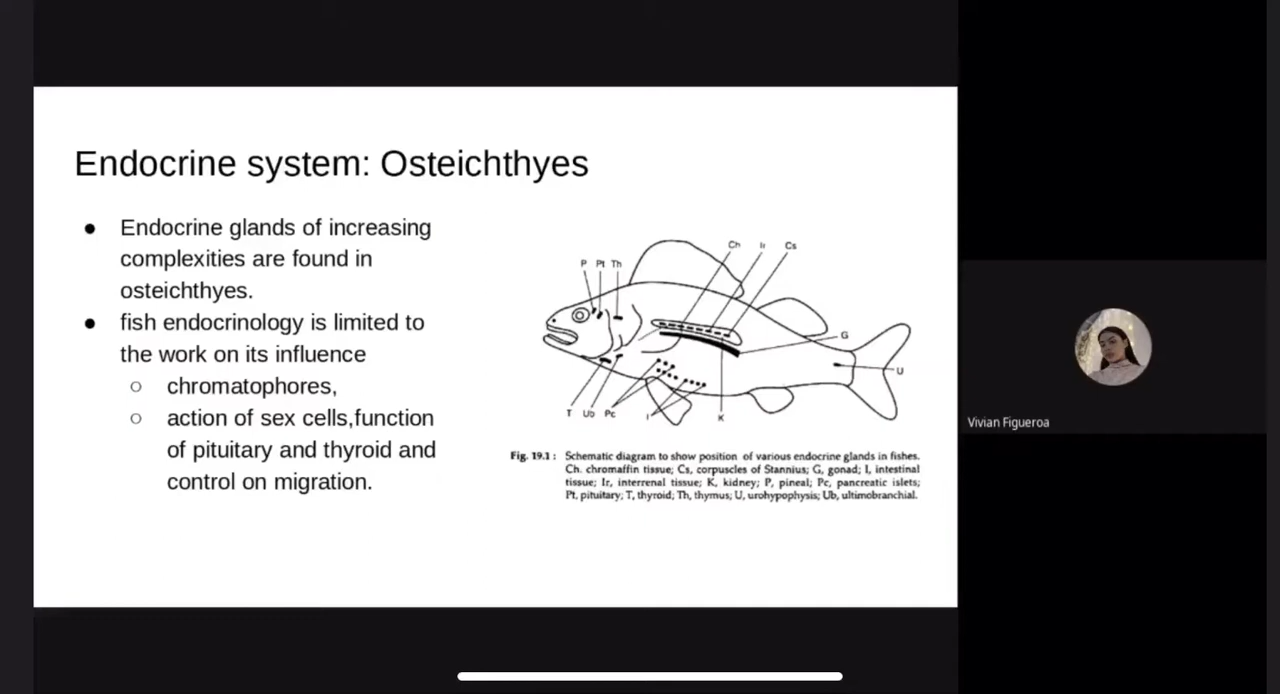 Endocrine system: Osteichthyes
● Endocrine glands of increasing
complexities are found in
osteichthyes.
● fish endocrinology is limited to
the work on its influence
○ chromatophores,
○ action of sex cells,function
of pituitary and thyroid and
control on migration.
Ch Ir Cs
P Pt Th
G
U
T Ub Pc I K
Fig. 19.1 : Schematic diagram to show position of various endocrine glands in fishes.
Ch. chromaffin tissue; Cs, corpuscles of Stannius; G, gonad; I, intestinal
tissue; Ir, interrenal tissue; K, kidney; P, pineal; Pc, pancreatic islets;
Pt, pituitary; T, thyroid; Th, thymus; U, urohypophysis; Ub, ultimobranchial.
Vivian Figueroa